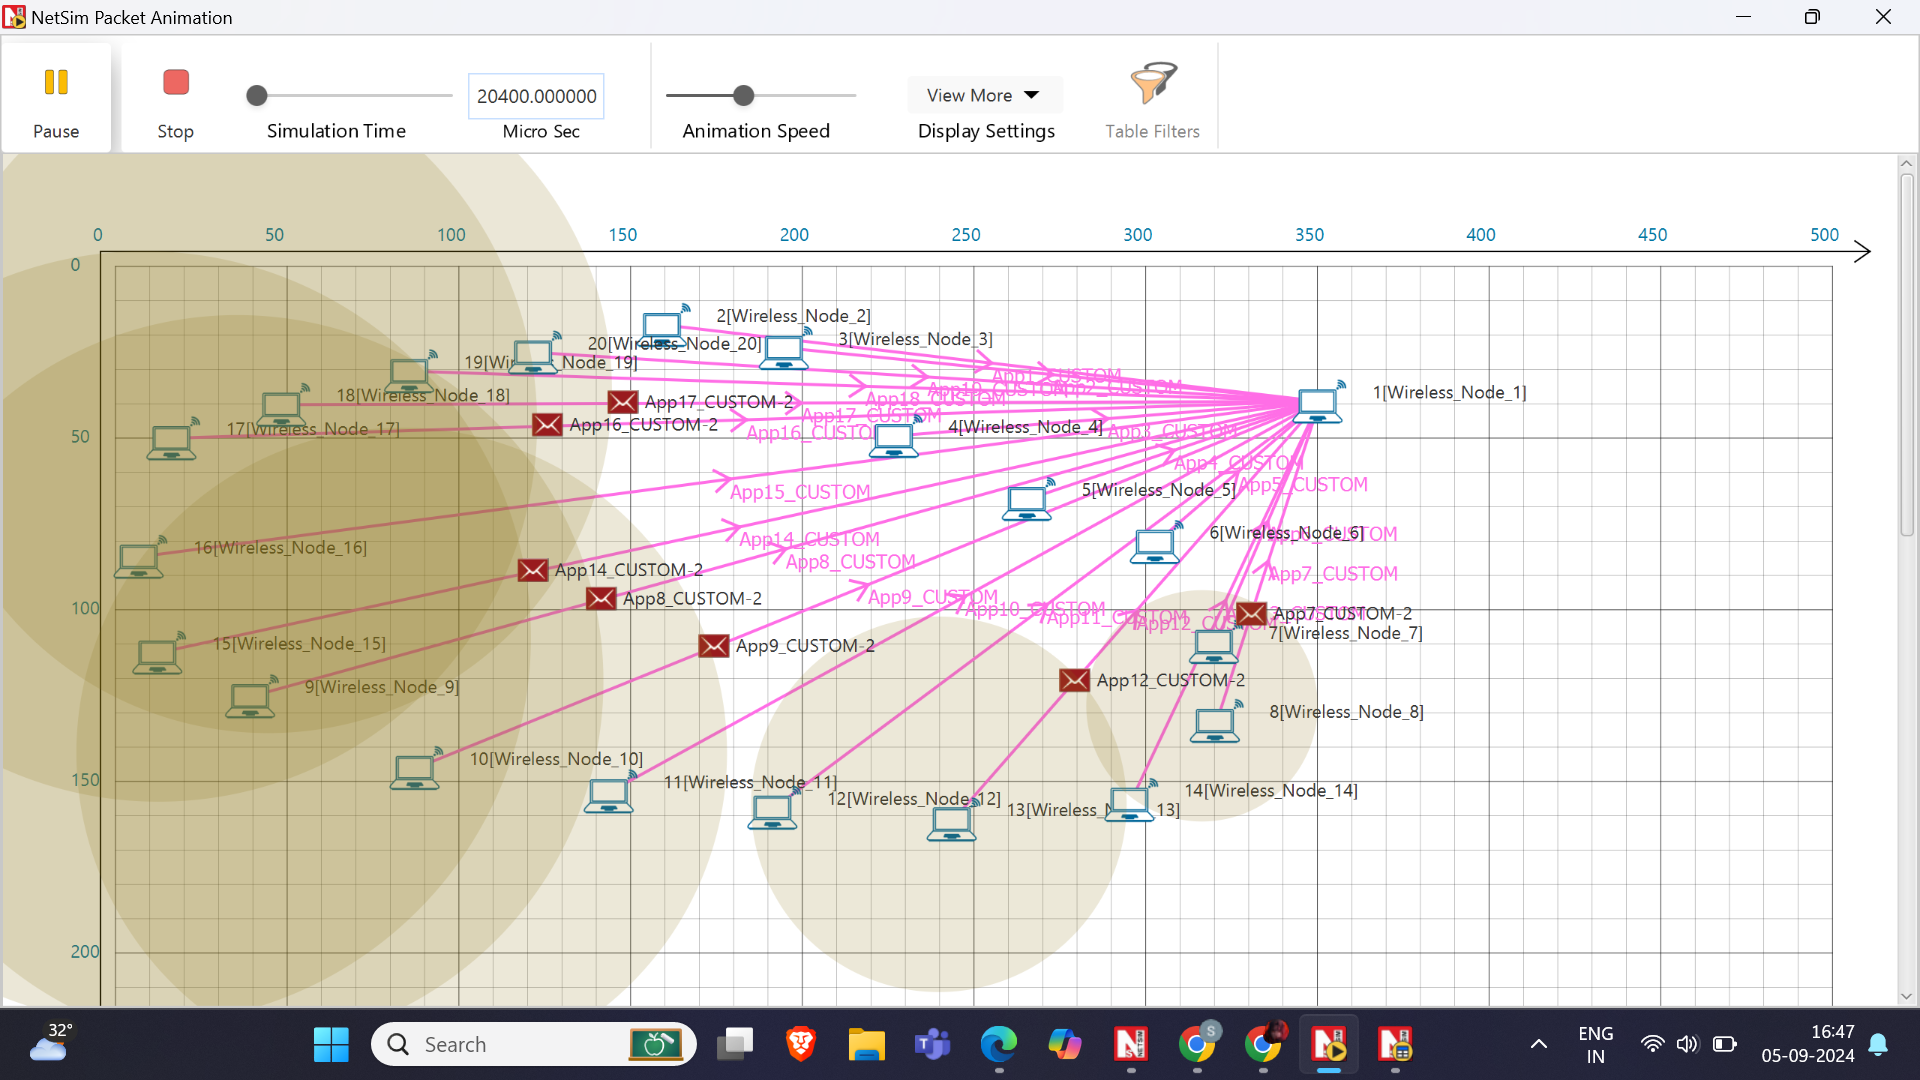 NetSim Packet Animation
Pause
Stop
Simulation Time
20400.000000
Micro Sec
Animation Speed
View More
Display Settings
Table Filters
0 50 100 150 200 250 300 350 400 450 500
0
50
100
150
200
2[Wireless_Node_2]
20[Wireless_Node_20]
3[Wireless_Node_3]
19[Wireless_Node_19]
App1_CUSTOM
App2_CUSTOM
App19_CUSTOM
18[Wireless_Node_18]
App18_CUSTOM
1[Wireless_Node_1]
App17_CUSTOM-2
App17_CUSTOM
App16_CUSTOM-2
App16_CUSTOM
17[Wireless_Node_17]
4[Wireless_Node_4]
App3_CUSTOM
App4_CUSTOM
App15_CUSTOM
5[Wireless_Node_5]
App5_CUSTOM
6[Wireless_Node_6]
App14_CUSTOM
16[Wireless_Node_16]
App8_CUSTOM
App14_CUSTOM-2
App7_CUSTOM
App8_CUSTOM-2
App9_CUSTOM
App10_CUSTOM
App11_CUSTOM
App12_CUSTOM
App7_CUSTOM-2
7[Wireless_Node_7]
15[Wireless_Node_15]
App9_CUSTOM-2
App12_CUSTOM-2
9[Wireless_Node_9]
8[Wireless_Node_8]
10[Wireless_Node_10]
11[Wireless_Node_11]
12[Wireless_Node_12]
14[Wireless_Node_14]
13[Wireless_Node_13]
32°
Search
S
NETSIM
ENG
IN
16:47
05-09-2024